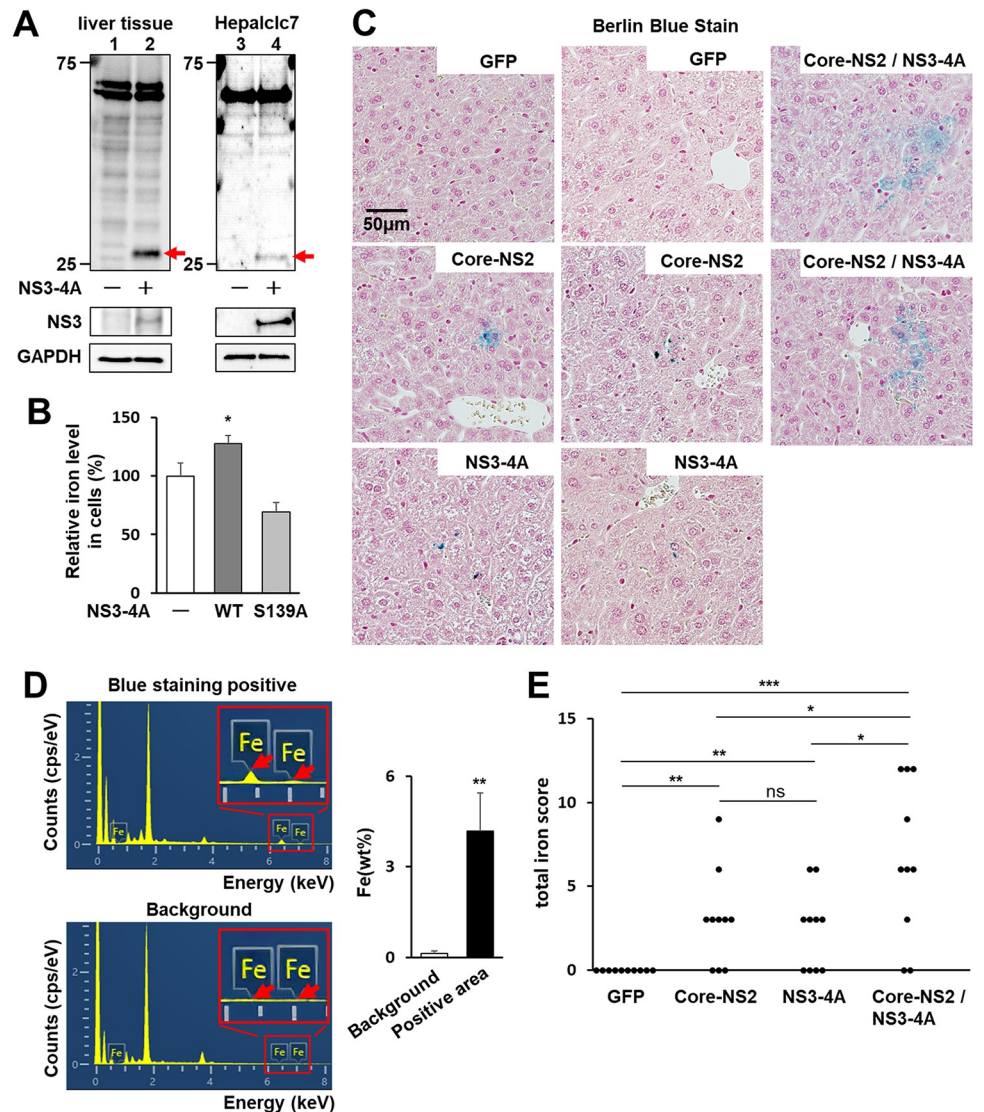 A
liver tissue
Hepalclc7
1 2
3 4
75
75
25
25
NS3-4A — +
— +
NS3
GAPDH
B
Relative iron level
in cells (%)
150
100
50
0
*
NS3-4A — WT S139A
C
Berlin Blue Stain
GFP
GFP
Core-NS2 / NS3-4A
50μm
Core-NS2
Core-NS2
Core-NS2 / NS3-4A
NS3-4A
NS3-4A
D
Blue staining positive
Counts (cps/eV)
2
0
Fe
Fe Fe
Fe Fe
0 2 4 6 8
Energy (keV)
Background
Counts (cps/eV)
2
0
Fe
Fe Fe
Fe Fe
0 2 4 6 8
Energy (keV)
Fe(wt%)
6
3
0
**
Background
Positive area
E
total iron score
15
10
5
0
***
*
*
**
**
ns
GFP Core-NS2 NS3-4A Core-NS2 /
NS3-4A